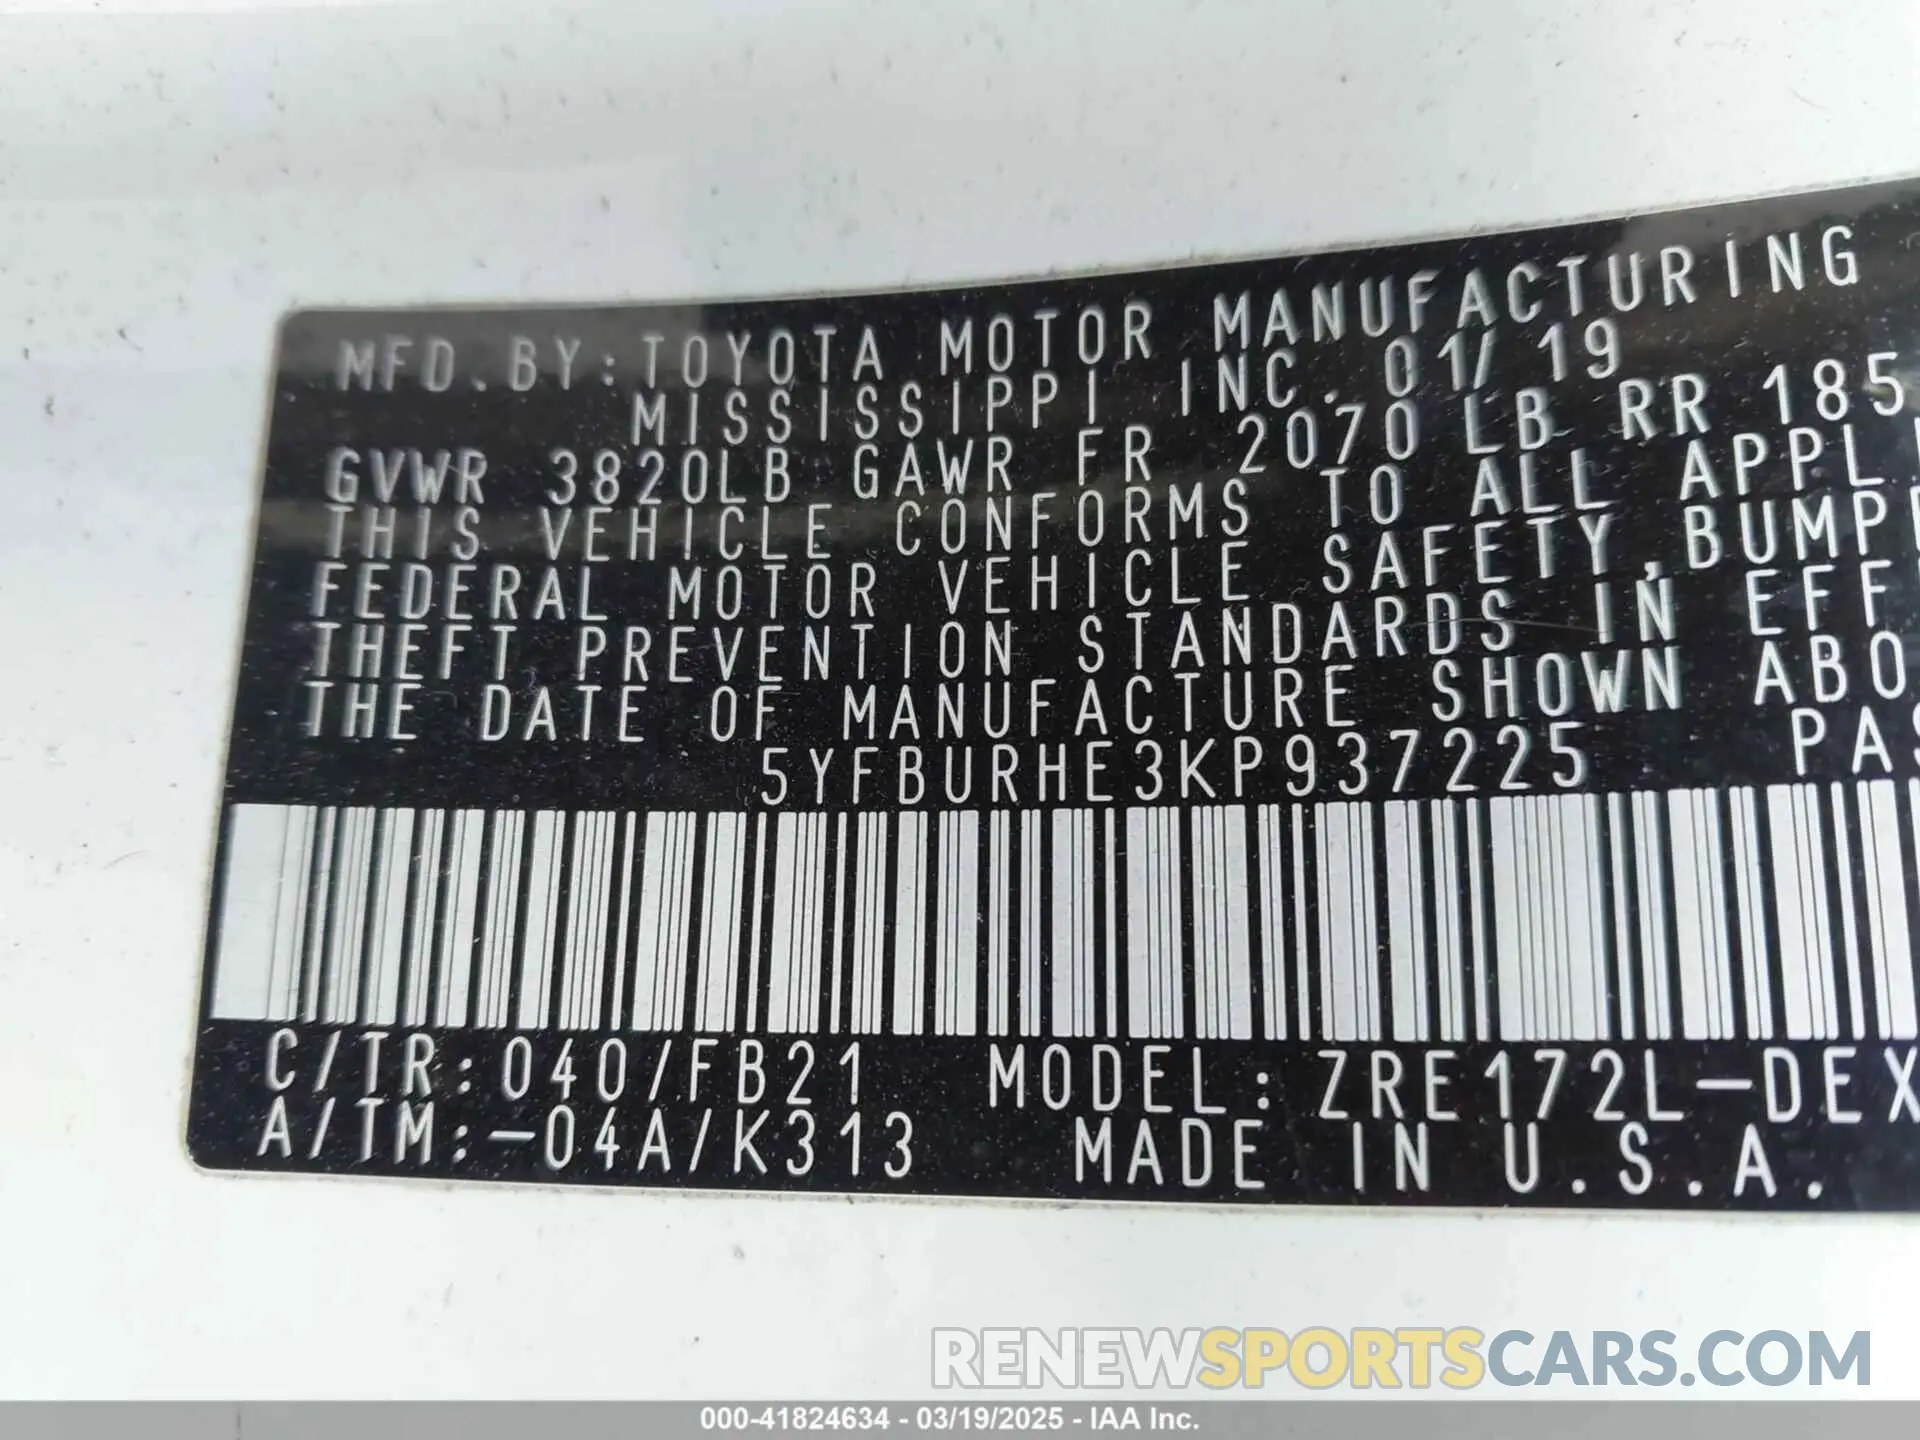 MFD.BY:TOYOTA MOTOR MANUFACTURING
MISSISSIPPI INC. 01/19
GVWR 3820LB GAWR FR 2070LB RR 185
THIS VEHICLE CONFORMS TO ALL APPL
FEDERAL MOTOR VEHICLE SAFETY,BUMP
THEFT PREVENTION STANDARDS IN EFF
THE DATE OF MANUFACTURE SHOWN ABO
5YFBURHE3KP937225 PAS
C/TR:040/FB21 MODEL:ZRE172L-DEX
A/TM:-04A/K313 MADE IN U.S.A.
RENEWSPORTSCARS.COM
000-41824634 - 03/19/2025 - IAA Inc.